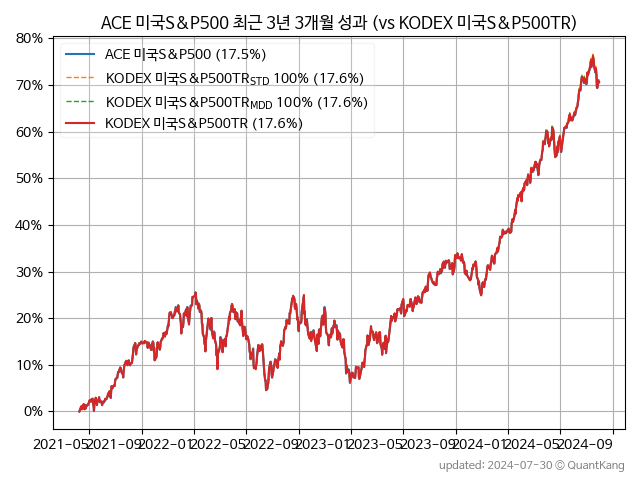 ACE 미국S&P500 최근 3년 3개월 성과 (vs KODEX 미국S&P500TR)
80%
70%
60%
50%
40%
30%
20%
10%
0%
ACE 미국S&P500 (17.5%)
KODEX 미국S&P500TR_STD 100% (17.6%)
KODEX 미국S&P500TR_MDD 100% (17.6%)
KODEX 미국S&P500TR (17.6%)
2021-05 2021-09 2022-01 2022-05 2022-09 2023-01 2023-05 2023-09 2024-01 2024-05 2024-09
updated: 2024-07-30 © QuantKang